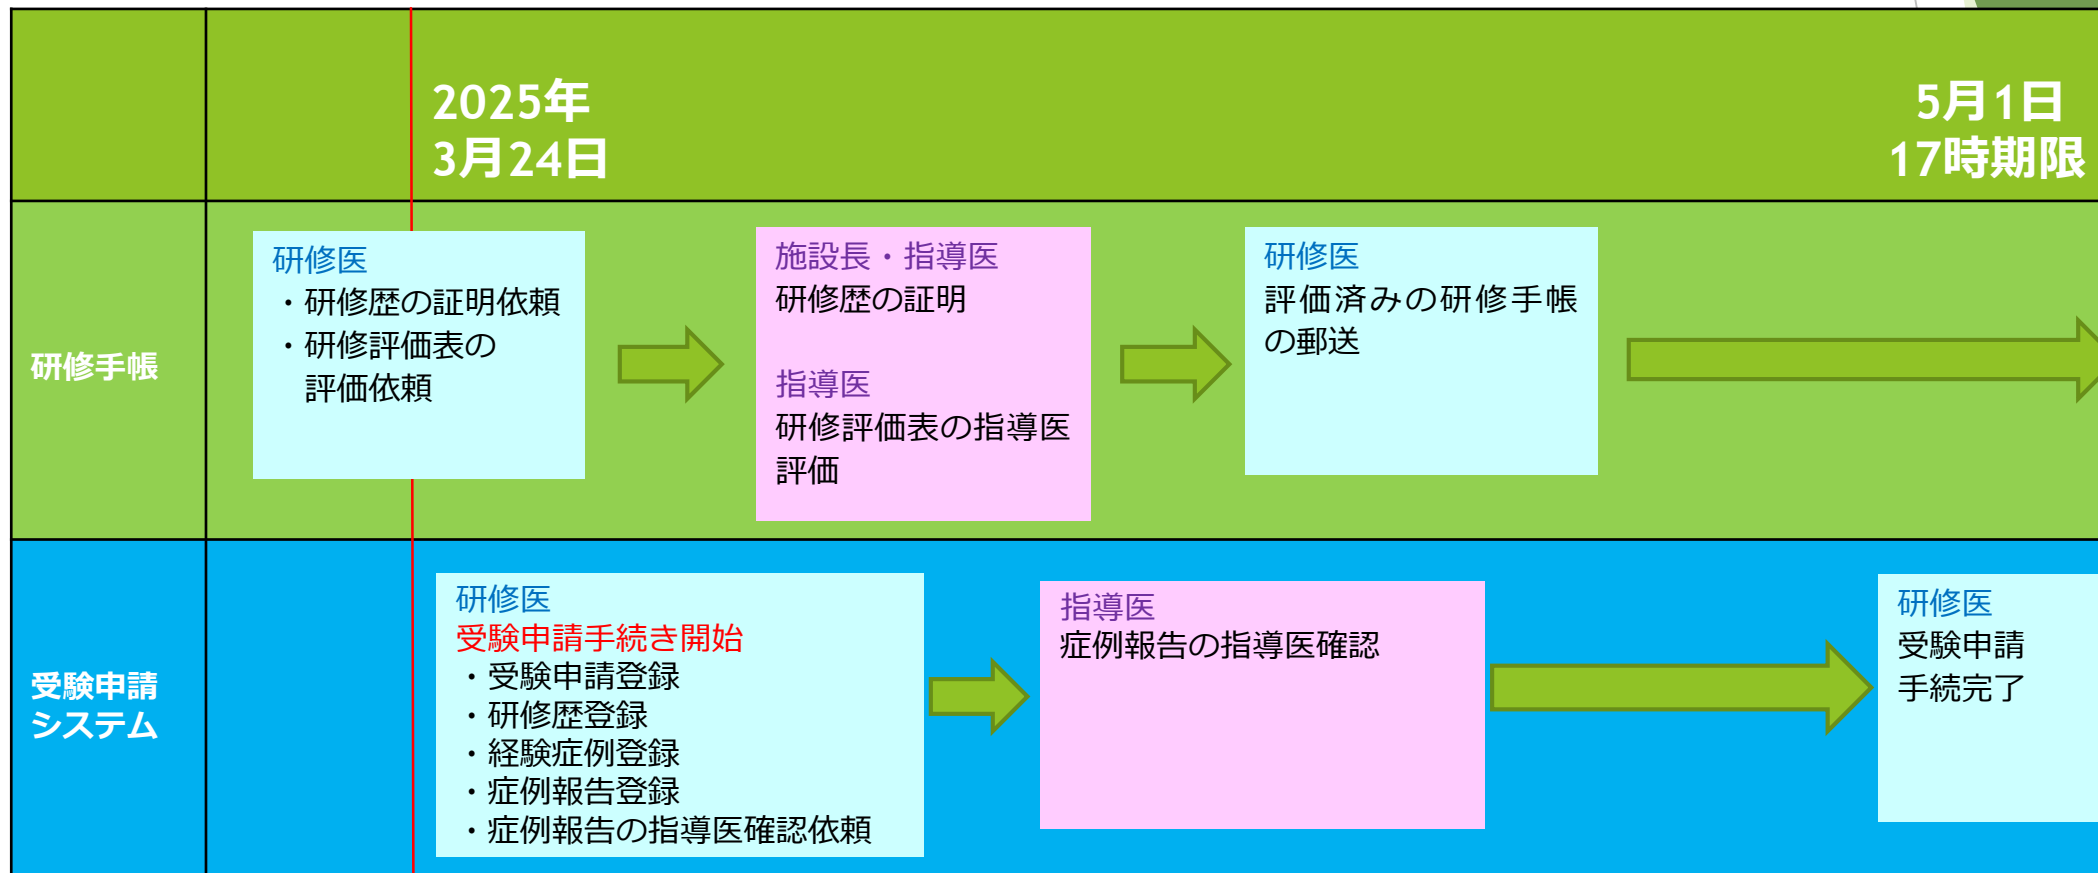 2025年
3月24日
5月1日
17時期限
研修手帳
研修医
・研修歴の証明依頼
・研修評価表の
評価依頼
施設長・指導医
研修歴の証明
指導医
研修評価表の指導医
評価
研修医
評価済みの研修手帳
の郵送
受験申請
システム
研修医
受験申請手続き開始
・受験申請登録
・研修歴登録
・経験症例登録
・症例報告登録
・症例報告の指導医確認依頼
指導医
症例報告の指導医確認
研修医
受験申請
手続完了